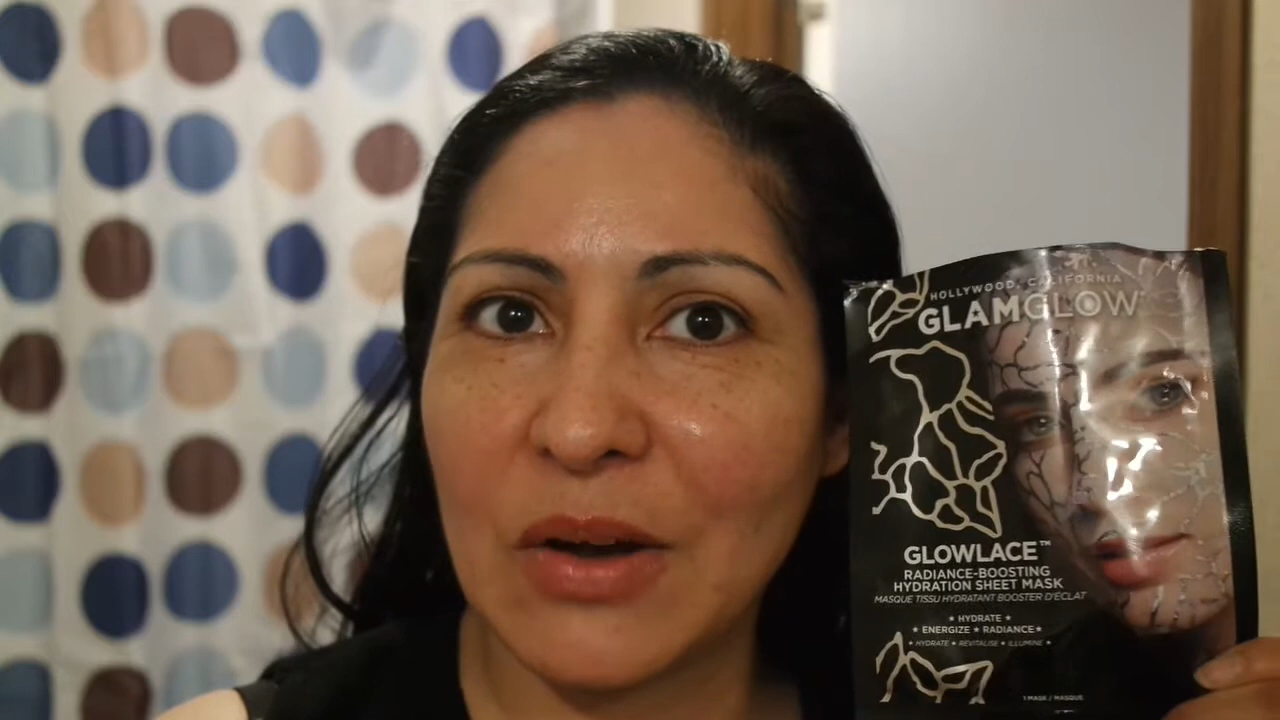 HOLLYWOOD, CALIFORNIA
GLAMGLOW
GLOWLACE™
RADIANCE-BOOSTING
HYDRATION SHEET MASK
MASQUE TISSU HYDRATANT BOOSTER D'ÉCLAT
★ HYDRATE ★
★ ENERGIZE ★ RADIANCE ★
★ HYDRATE ★ REVITALISE ★ ILLUMINE ★
1 MASK / MASQUE